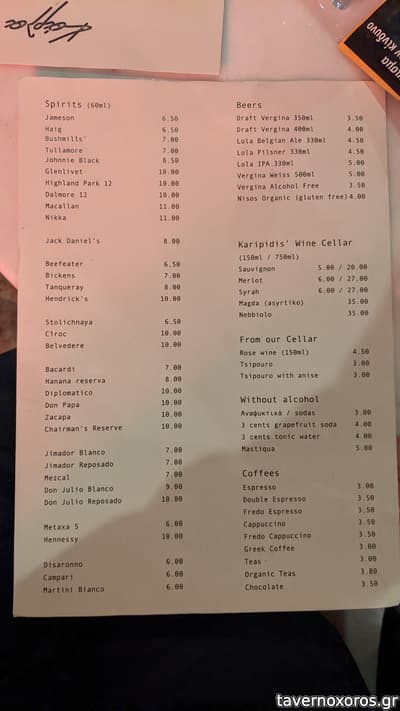 κίνδυνο
Spirits (60ml)
Jameson 6.50
Haig 6.50
Bushmills' 7.00
Tullamore 7.00
Johnnie Black 8.50
Glenlivet 10.00
Highland Park 12 10.00
Dalmore 12 10.00
Macallan 11.00
Nikka 11.00
Jack Daniel's 8.00
Beefeater 6.50
Bickens 7.00
Tanqueray 8.00
Hendrick's 10.00
Stolichnaya 6.50
Ciroc 10.00
Belvedere 10.00
Bacardi 7.00
Hanana reserva 8.00
Diplomatico 10.00
Don Papa 10.00
Zacapa 10.00
Chairman's Reserve 10.00
Jimador Blanco 7.00
Jimador Reposado 7.00
Mezcal 7.00
Don Julio Blanco 9.00
Don Julio Reposado 10.00
Metaxa 5 6.00
Hennessy 10.00
Disaronno 6.00
Campari 6.00
Martini Bianco 6.00
Beers
Draft Vergina 350ml 3.50
Draft Vergina 400ml 4.00
Lola Belgian Ale 330ml 4.50
Lola Pilsner 330ml 4.50
Lola IPA 330ml 5.00
Vergina Weiss 500ml 5.00
Vergina Alcohol Free 3.50
Nisos Organic (gluten free) 4.00
Karipidis' Wine Cellar
(150ml / 750ml)
Sauvignon 5.00 / 20.00
Merlot 6.00 / 27.00
Syrah 6.00 / 27.00
Magda (asyrtiko) 35.00
Nebbiolo 35.00
From our Cellar
Rose wine (150ml) 4.50
Tsipouro 3.00
Tsipouro with anise 3.00
Without alcohol
Αναψυκτικά / sodas 3.00
3 cents grapefruit soda 4.00
3 cents tonic water 4.00
Mastiqua 5.00
Coffees
Espresso 3.00
Double Espresso 3.50
Fredo Espresso 3.50
Cappuccino 3.50
Fredo Cappuccino 3.50
Greek Coffee 3.00
Teas 3.00
Organic Teas 3.80
Chocolate 3.50
tavernoxoros.gr